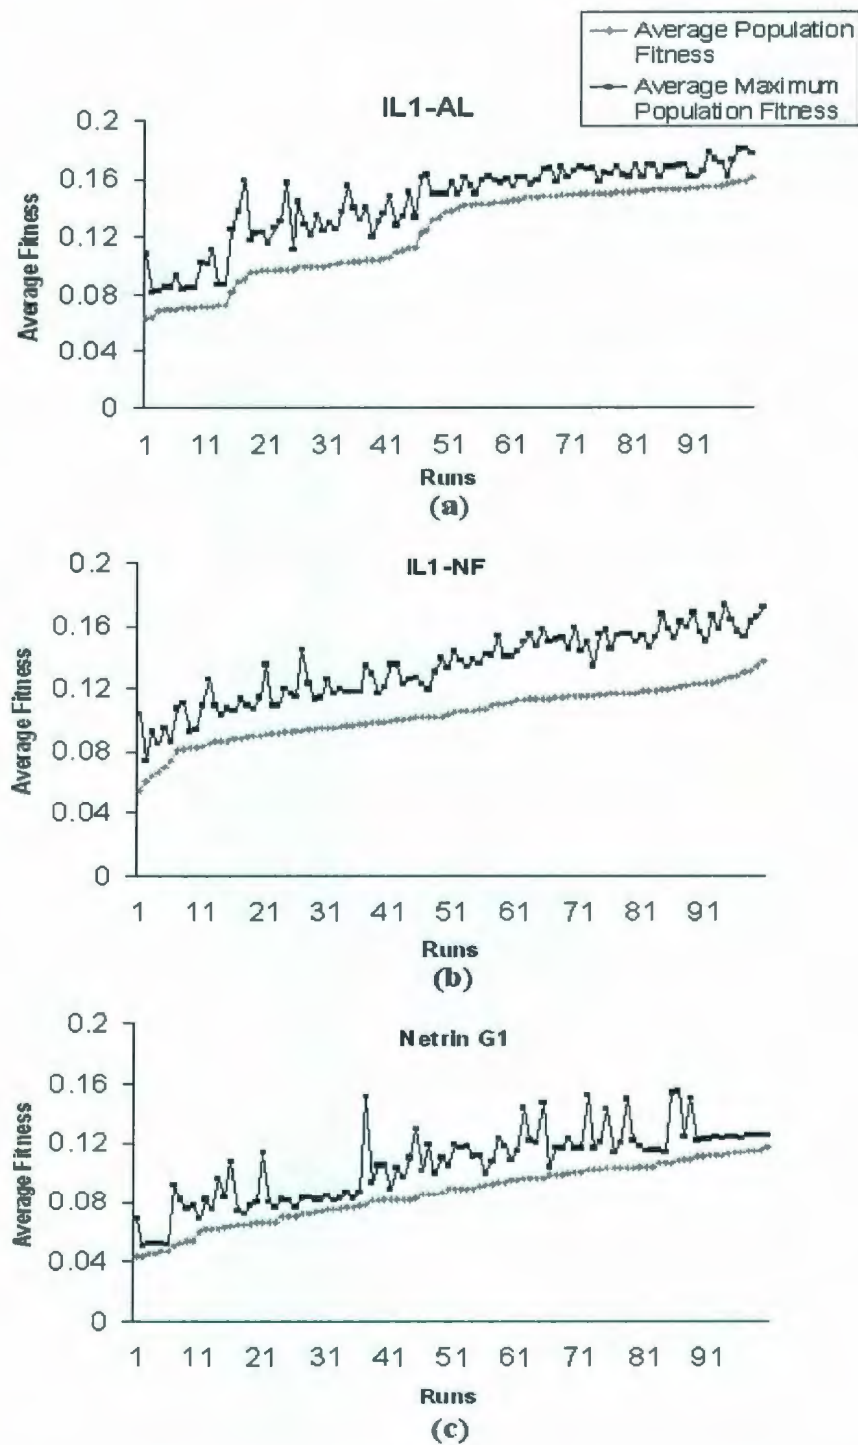 Average Population
Fitness
Average Maximum
Population Fitness
IL1-AL
Average Fitness
0.2
0.16
0.12
0.08
0.04
0
1 11 21 31 41 51 61 71 81 91
Runs
(a)
IL1-NF
Average Fitness
0.2
0.16
0.12
0.08
0.04
0
1 11 21 31 41 51 61 71 81 91
Runs
(b)
Netrin G1
Average Fitness
0.2
0.16
0.12
0.08
0.04
0
1 11 21 31 41 51 61 71 81 91
Runs
(c)